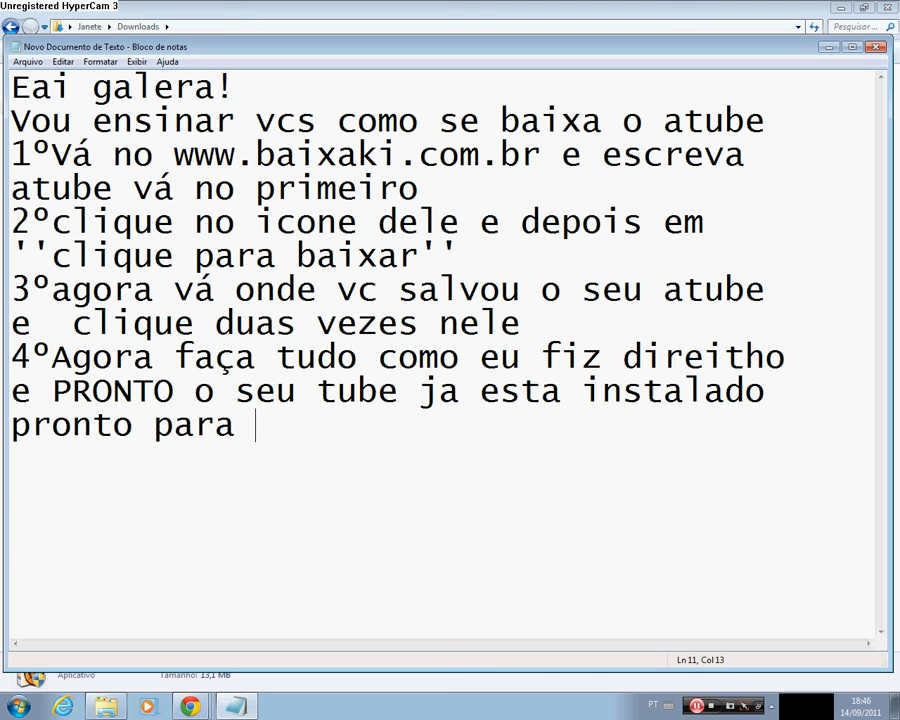 Unregistered HyperCam 3
Janete Downloads
Pesquisar...
Novo Documento de Texto - Bloco de notas
Arquivo Editar Formatar Exibir Ajuda
Eai galera!
Vou ensinar vcs como se baixa o atube
1ºVá no www.baixaki.com.br e escreva
atube vá no primeiro
2ºclique no icone dele e depois em
''clique para baixar''
3ºagora vá onde vc salvou o seu atube
e  clique duas vezes nele
4ºAgora faça tudo como eu fiz direitho
e PRONTO o seu tube ja esta instalado
pronto para
Ln 11, Col 13
Aplicativo Tamanho: 13,1 MB
PT
18:46
14/09/2011